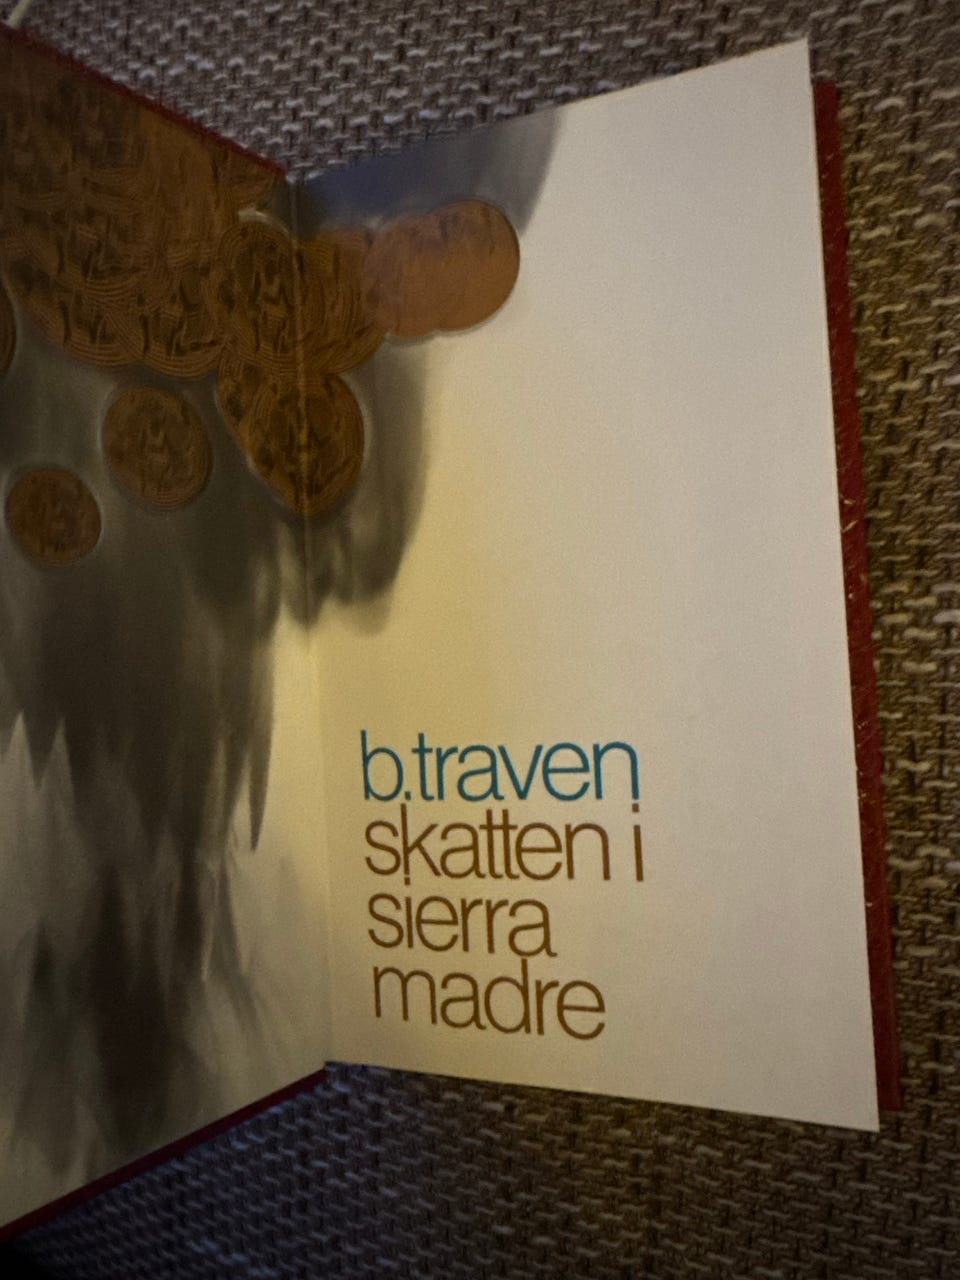 b.traven
skatten i
sierra
madre